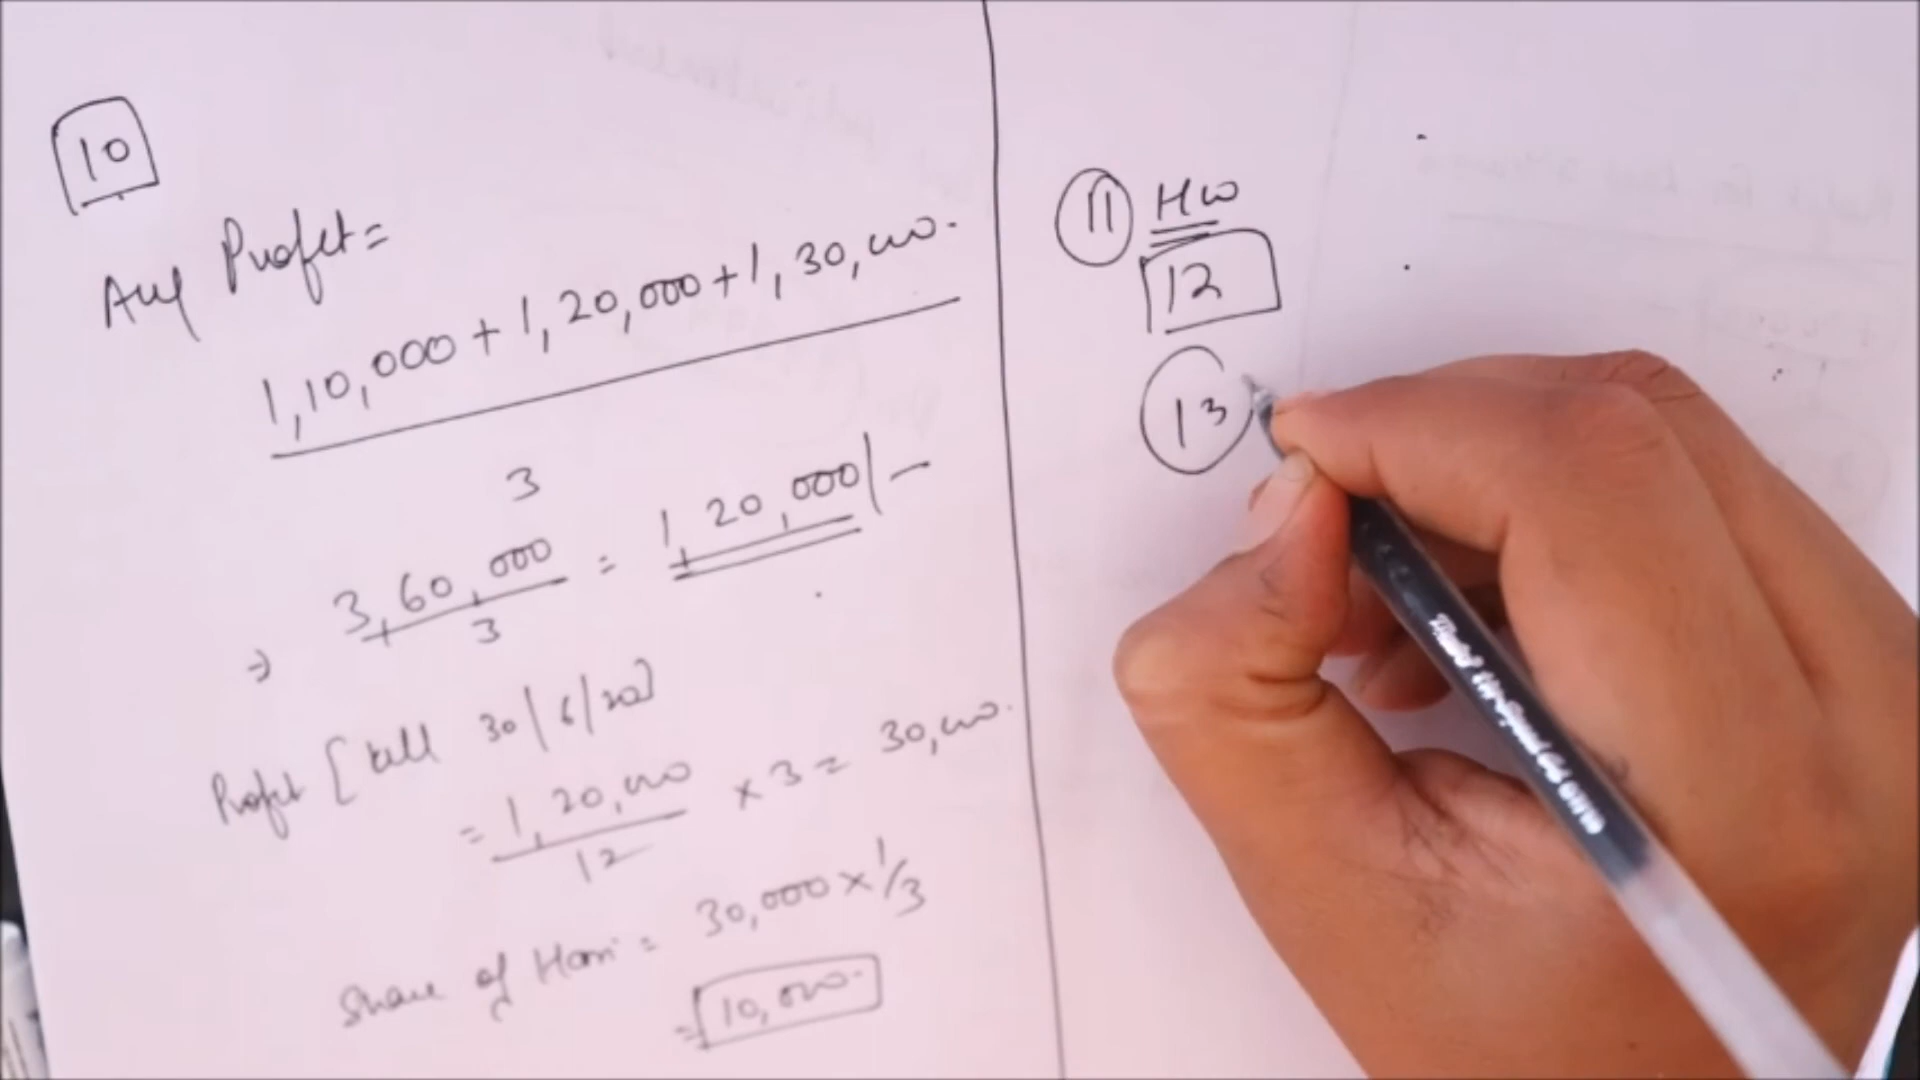 10
Avg Profit =
1,10,000 + 1,20,000 + 1,30,000.
3
⇒ 3,60,000 = 1,20,000/-
3
Profit [till 30/6/20]
= 1,20,000 × 3 = 30,000.
12
Share of Hari = 30,000 × 1/3
= 10,000.
11 HW
12
13